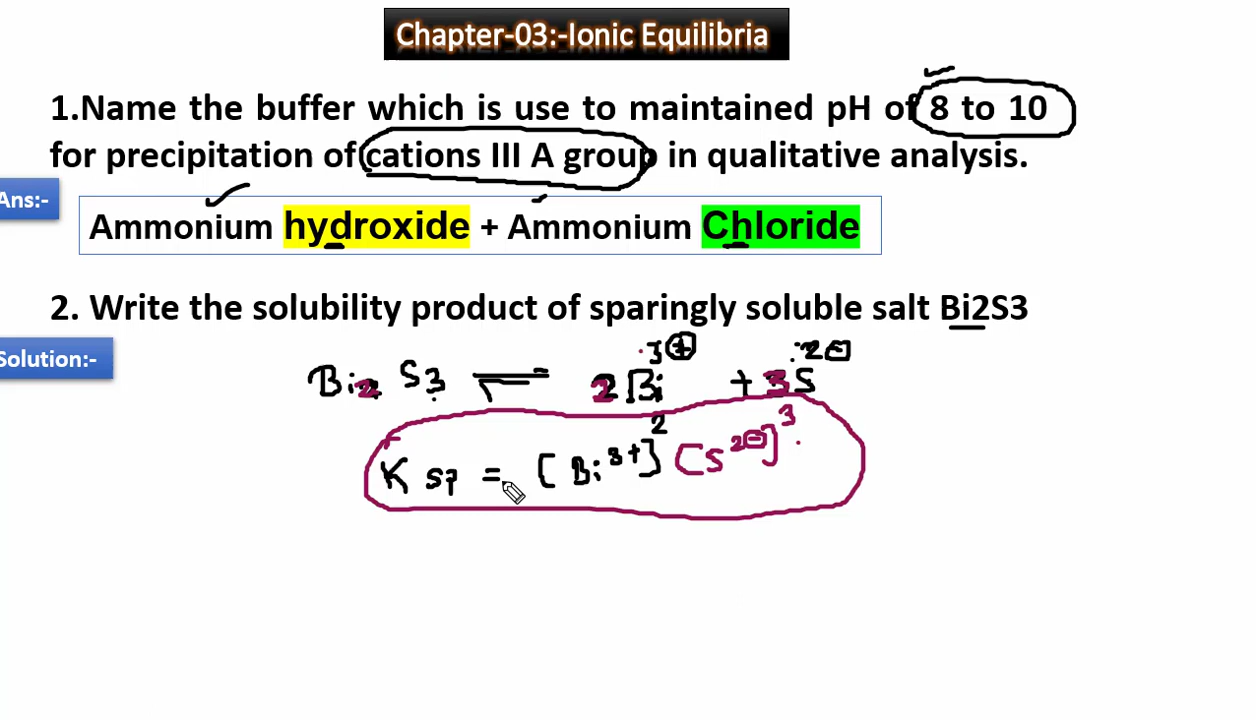 Chapter-03:-Ionic Equilibria
1.Name the buffer which is use to maintained pH of 8 to 10
for precipitation of cations III A group in qualitative analysis.
Ans:-
Ammonium hydroxide + Ammonium Chloride
2. Write the solubility product of sparingly soluble salt Bi2S3
Solution:-
Bi2 S3 ⇌ 2Bi³⊕ + 3S²⊖
Ksp = [Bi³⁺]² [S²⊖]³